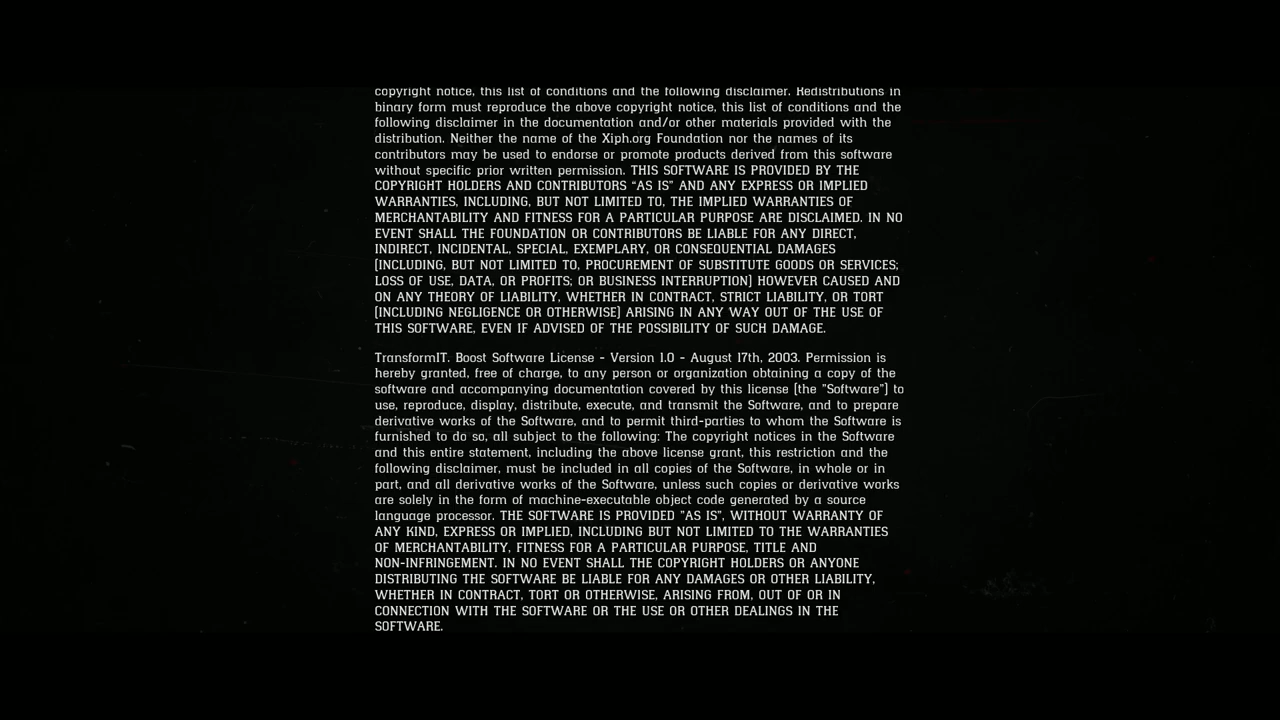 copyright notice, this list of conditions and the following disclaimer. Redistributions in
binary form must reproduce the above copyright notice, this list of conditions and the
following disclaimer in the documentation and/or other materials provided with the
distribution. Neither the name of the Xiph.org Foundation nor the names of its
contributors may be used to endorse or promote products derived from this software
without specific prior written permission. THIS SOFTWARE IS PROVIDED BY THE
COPYRIGHT HOLDERS AND CONTRIBUTORS “AS IS” AND ANY EXPRESS OR IMPLIED
WARRANTIES, INCLUDING, BUT NOT LIMITED TO, THE IMPLIED WARRANTIES OF
MERCHANTABILITY AND FITNESS FOR A PARTICULAR PURPOSE ARE DISCLAIMED. IN NO
EVENT SHALL THE FOUNDATION OR CONTRIBUTORS BE LIABLE FOR ANY DIRECT,
INDIRECT, INCIDENTAL, SPECIAL, EXEMPLARY, OR CONSEQUENTIAL DAMAGES
[INCLUDING, BUT NOT LIMITED TO, PROCUREMENT OF SUBSTITUTE GOODS OR SERVICES;
LOSS OF USE, DATA, OR PROFITS; OR BUSINESS INTERRUPTION] HOWEVER CAUSED AND
ON ANY THEORY OF LIABILITY, WHETHER IN CONTRACT, STRICT LIABILITY, OR TORT
[INCLUDING NEGLIGENCE OR OTHERWISE] ARISING IN ANY WAY OUT OF THE USE OF
THIS SOFTWARE, EVEN IF ADVISED OF THE POSSIBILITY OF SUCH DAMAGE.
TransformIT. Boost Software License - Version 1.0 - August 17th, 2003. Permission is
hereby granted, free of charge, to any person or organization obtaining a copy of the
software and accompanying documentation covered by this license [the "Software"] to
use, reproduce, display, distribute, execute, and transmit the Software, and to prepare
derivative works of the Software, and to permit third-parties to whom the Software is
furnished to do so, all subject to the following: The copyright notices in the Software
and this entire statement, including the above license grant, this restriction and the
following disclaimer, must be included in all copies of the Software, in whole or in
part, and all derivative works of the Software, unless such copies or derivative works
are solely in the form of machine-executable object code generated by a source
language processor. THE SOFTWARE IS PROVIDED "AS IS", WITHOUT WARRANTY OF
ANY KIND, EXPRESS OR IMPLIED, INCLUDING BUT NOT LIMITED TO THE WARRANTIES
OF MERCHANTABILITY, FITNESS FOR A PARTICULAR PURPOSE, TITLE AND
NON-INFRINGEMENT. IN NO EVENT SHALL THE COPYRIGHT HOLDERS OR ANYONE
DISTRIBUTING THE SOFTWARE BE LIABLE FOR ANY DAMAGES OR OTHER LIABILITY,
WHETHER IN CONTRACT, TORT OR OTHERWISE, ARISING FROM, OUT OF OR IN
CONNECTION WITH THE SOFTWARE OR THE USE OR OTHER DEALINGS IN THE
SOFTWARE.